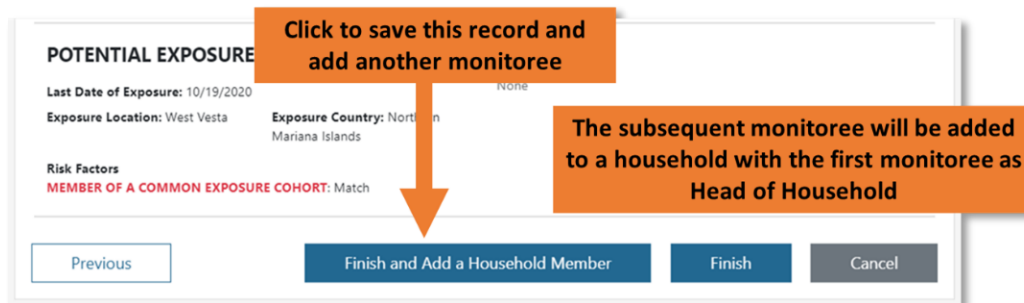 Click to save this record and
add another monitoree
POTENTIAL EXPOSURE
None
Last Date of Exposure: 10/19/2020
Exposure Location: West Vesta
Exposure Country: North n
Mariana Islands
The subsequent monitoree will be added
to a household with the first monitoree as
Head of Household
Risk Factors
MEMBER OF A COMMON EXPOSURE COHORT: Match
Previous
Finish and Add a Household Member
Finish
Cancel